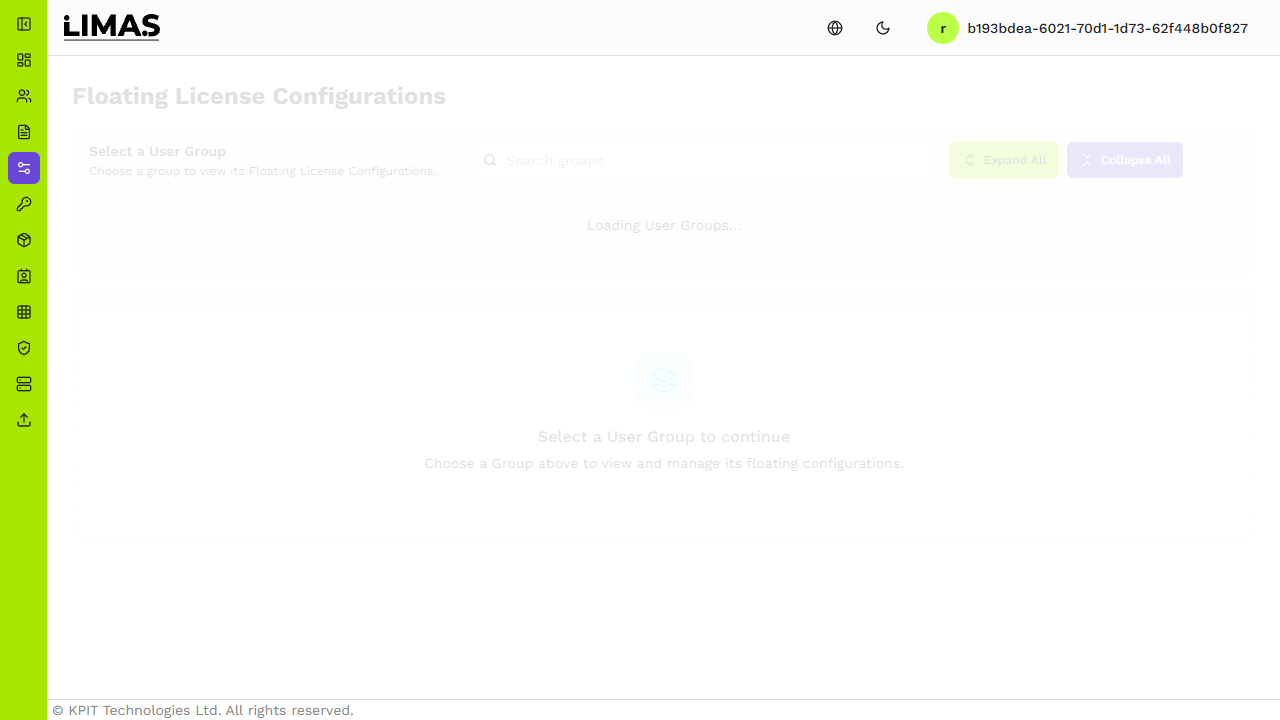 LIMAS
r
b193bdea-6021-70d1-1d73-62f448b0f827
Floating License Configurations
Select a User Group
Choose a group to view its Floating License Configurations.
Search groups
Expand All
Collapse All
Loading User Groups...
Select a User Group to continue
Choose a Group above to view and manage its floating configurations.
© KPIT Technologies Ltd. All rights reserved.